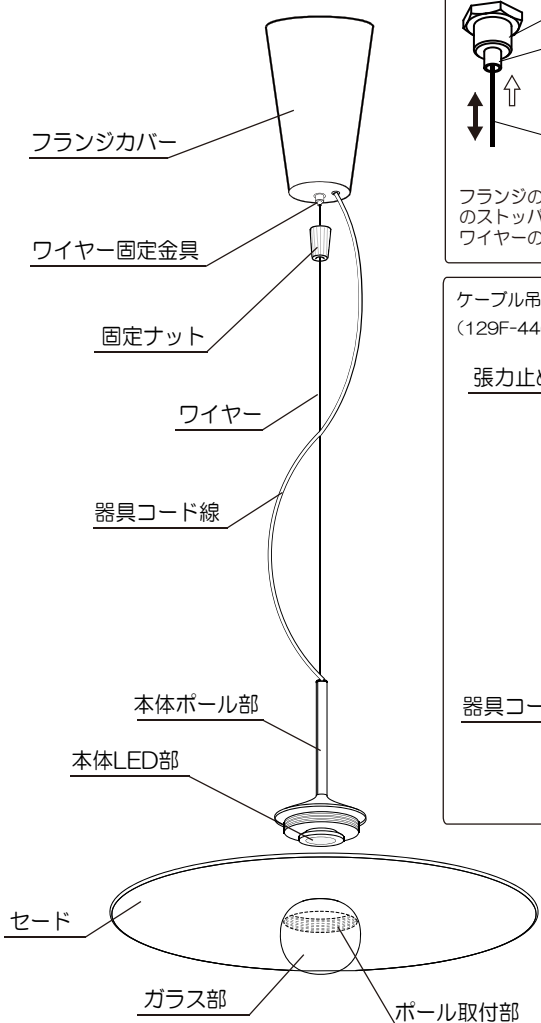 フランジカバー
ワイヤー固定金具
固定ナット
ワイヤー
器具コード線
本体ポール部
本体LED部
セード
ガラス部
ポール取付部
フランジの
のストッパ
ワイヤーの
ケーブル吊
（129F-44
張力止め
器具コー